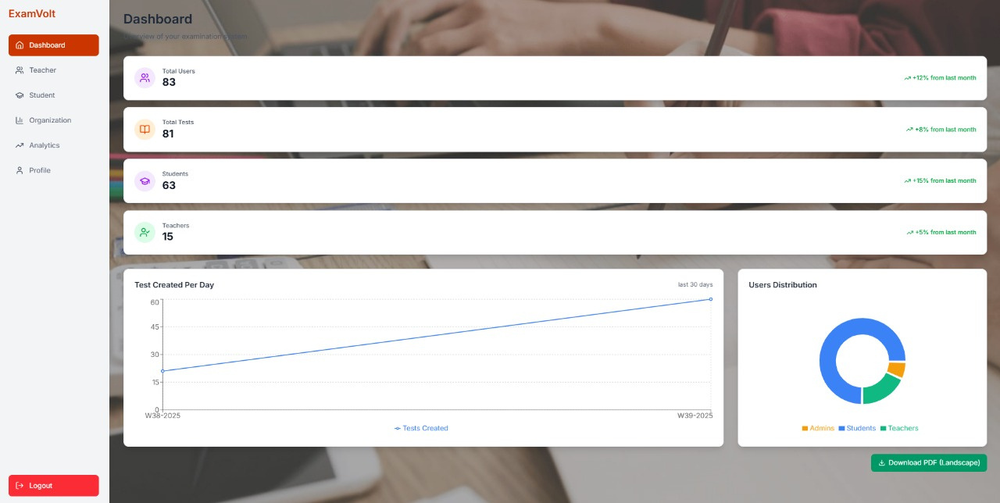 ExamVolt
Dashboard
Teacher
Student
Organization
Analytics
Profile
Logout
Dashboard
Overview of your examination system
Total Users
83
+12% from last month
Total Tests
81
+8% from last month
Students
63
+15% from last month
Teachers
15
+5% from last month
Test Created Per Day
last 30 days
60
45
30
15
0
W38-2025
W39-2025
Tests Created
Users Distribution
Admins
Students
Teachers
Download PDF (Landscape)